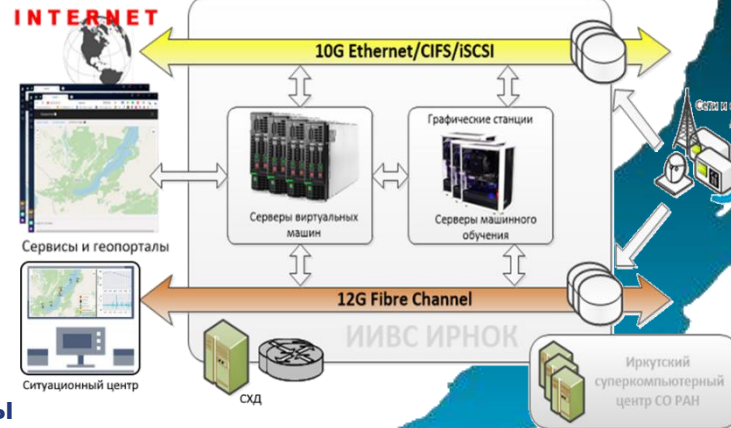 INTERNET
10G Ethernet/CIFS/iSCSI
Графические станции
Сети и
Серверы виртуальных
машин
Серверы машинного
обучения
Сервисы и геопорталы
12G Fibre Channel
ИИВС ИРНОК
Иркутский
суперкомпьютерный
центр СО РАН
Ситуационный центр
СХД
ы